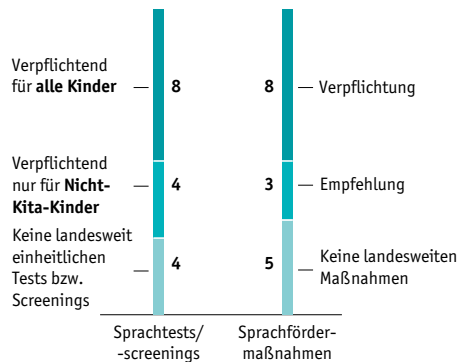 Verpflichtend
für alle Kinder
8
8
Verpflichtung
Verpflichtend
nur für Nicht-
Kita-Kinder
4
3
Empfehlung
Keine landesweit
einheitlichen
Tests bzw.
Screenings
4
5
Keine landesweiten
Maßnahmen
Sprachtests/
-screenings
Sprachförder-
maßnahmen